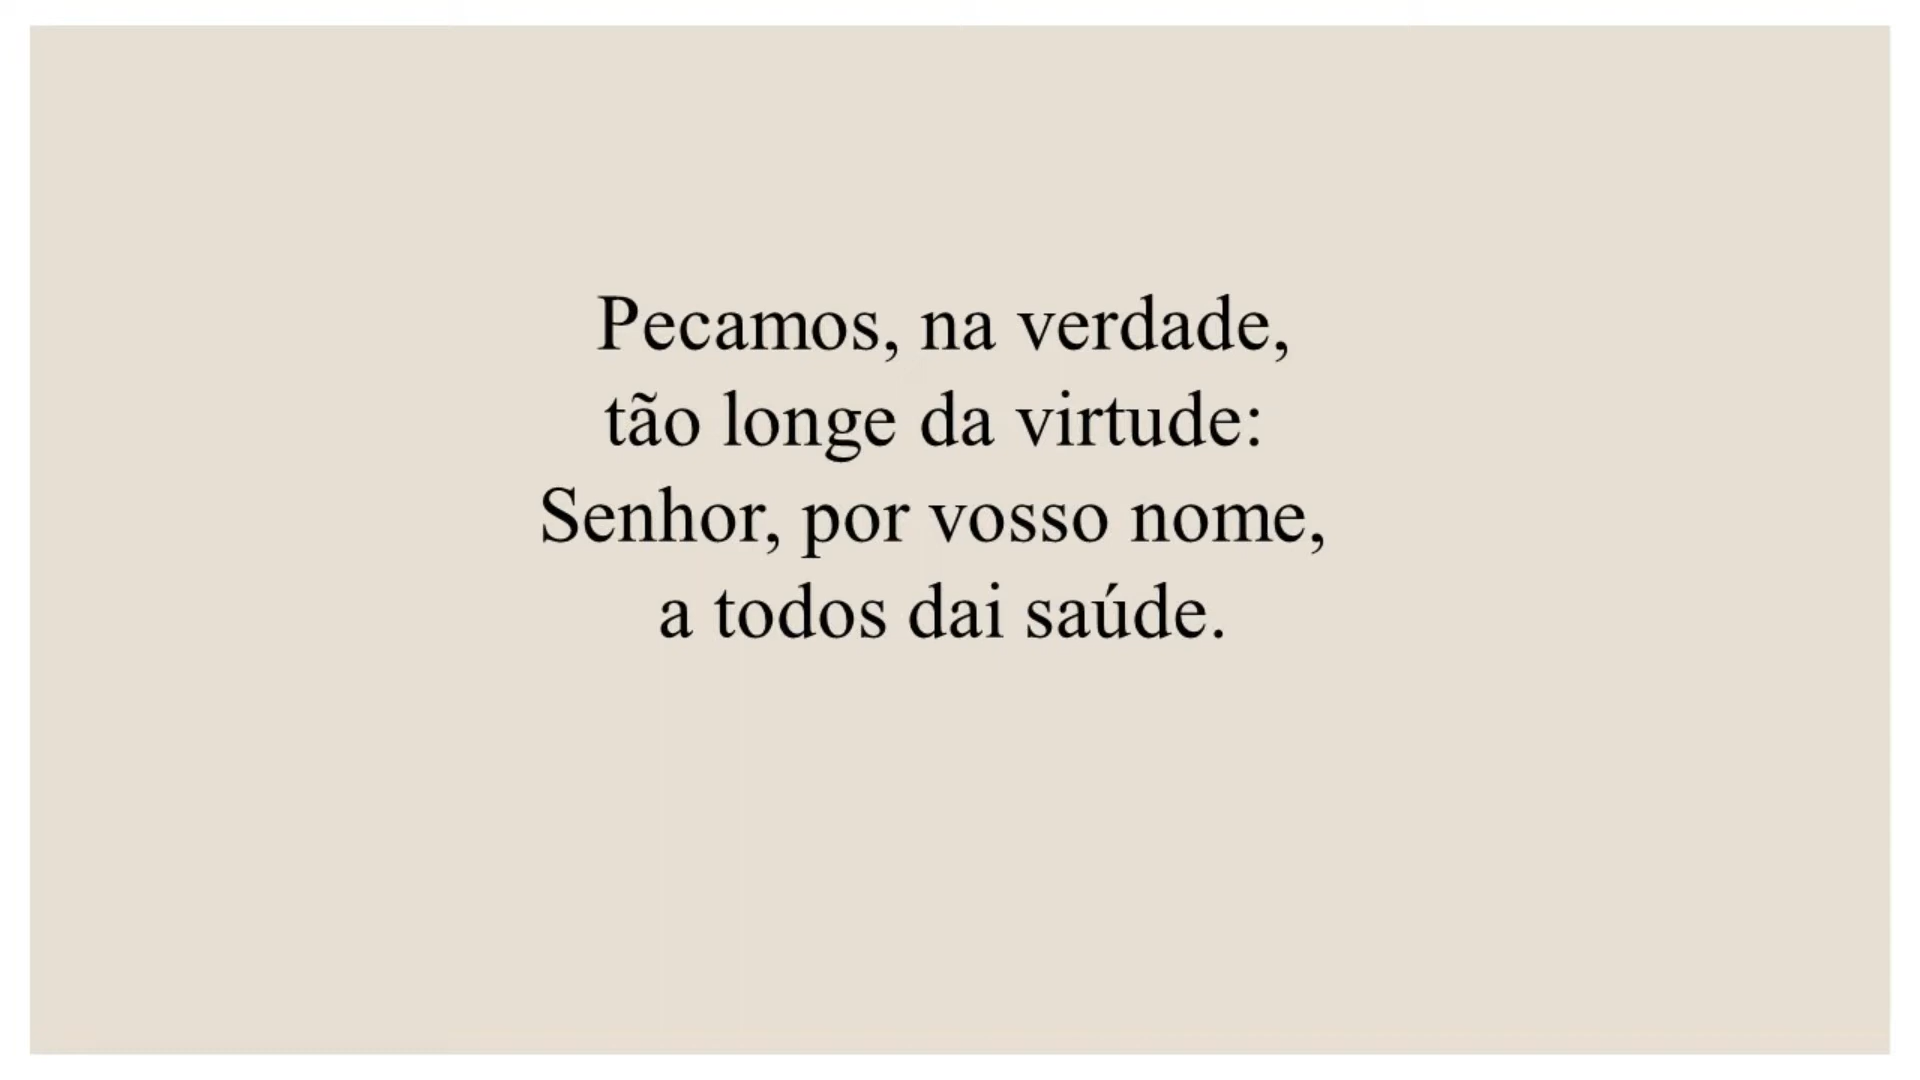 Pecamos, na verdade,
tão longe da virtude:
Senhor, por vosso nome,
a todos dai saúde.